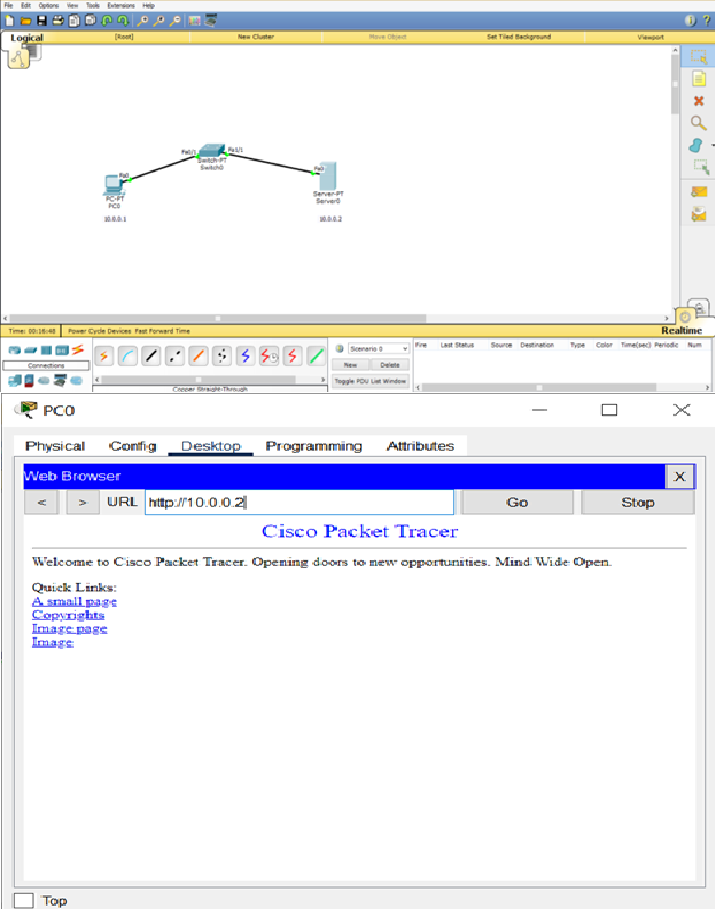 File Edit Options View Tools Extensions Help
Logical [Root] New Cluster Move Object Set Tiled Background Viewport
Fa0/1 Fa1/1
Switch-PT
Switch0
Fa0
PC-PT
PC0
10.0.0.1
Fa0
Server-PT
Server0
10.0.0.2
Time: 00:16:48 Power Cycle Devices Fast Forward Time Realtime
Connections
Copper Straight-Through
Scenario 0
New Delete
Toggle PDU List Window
Fire Last Status Source Destination Type Color Time(sec) Periodic Num
PC0
Physical Config Desktop Programming Attributes
Web Browser X
< > URL http://10.0.0.2 Go Stop
Cisco Packet Tracer
Welcome to Cisco Packet Tracer. Opening doors to new opportunities. Mind Wide Open.
Quick Links:
A small page
Copyrights
Image page
Image
Top